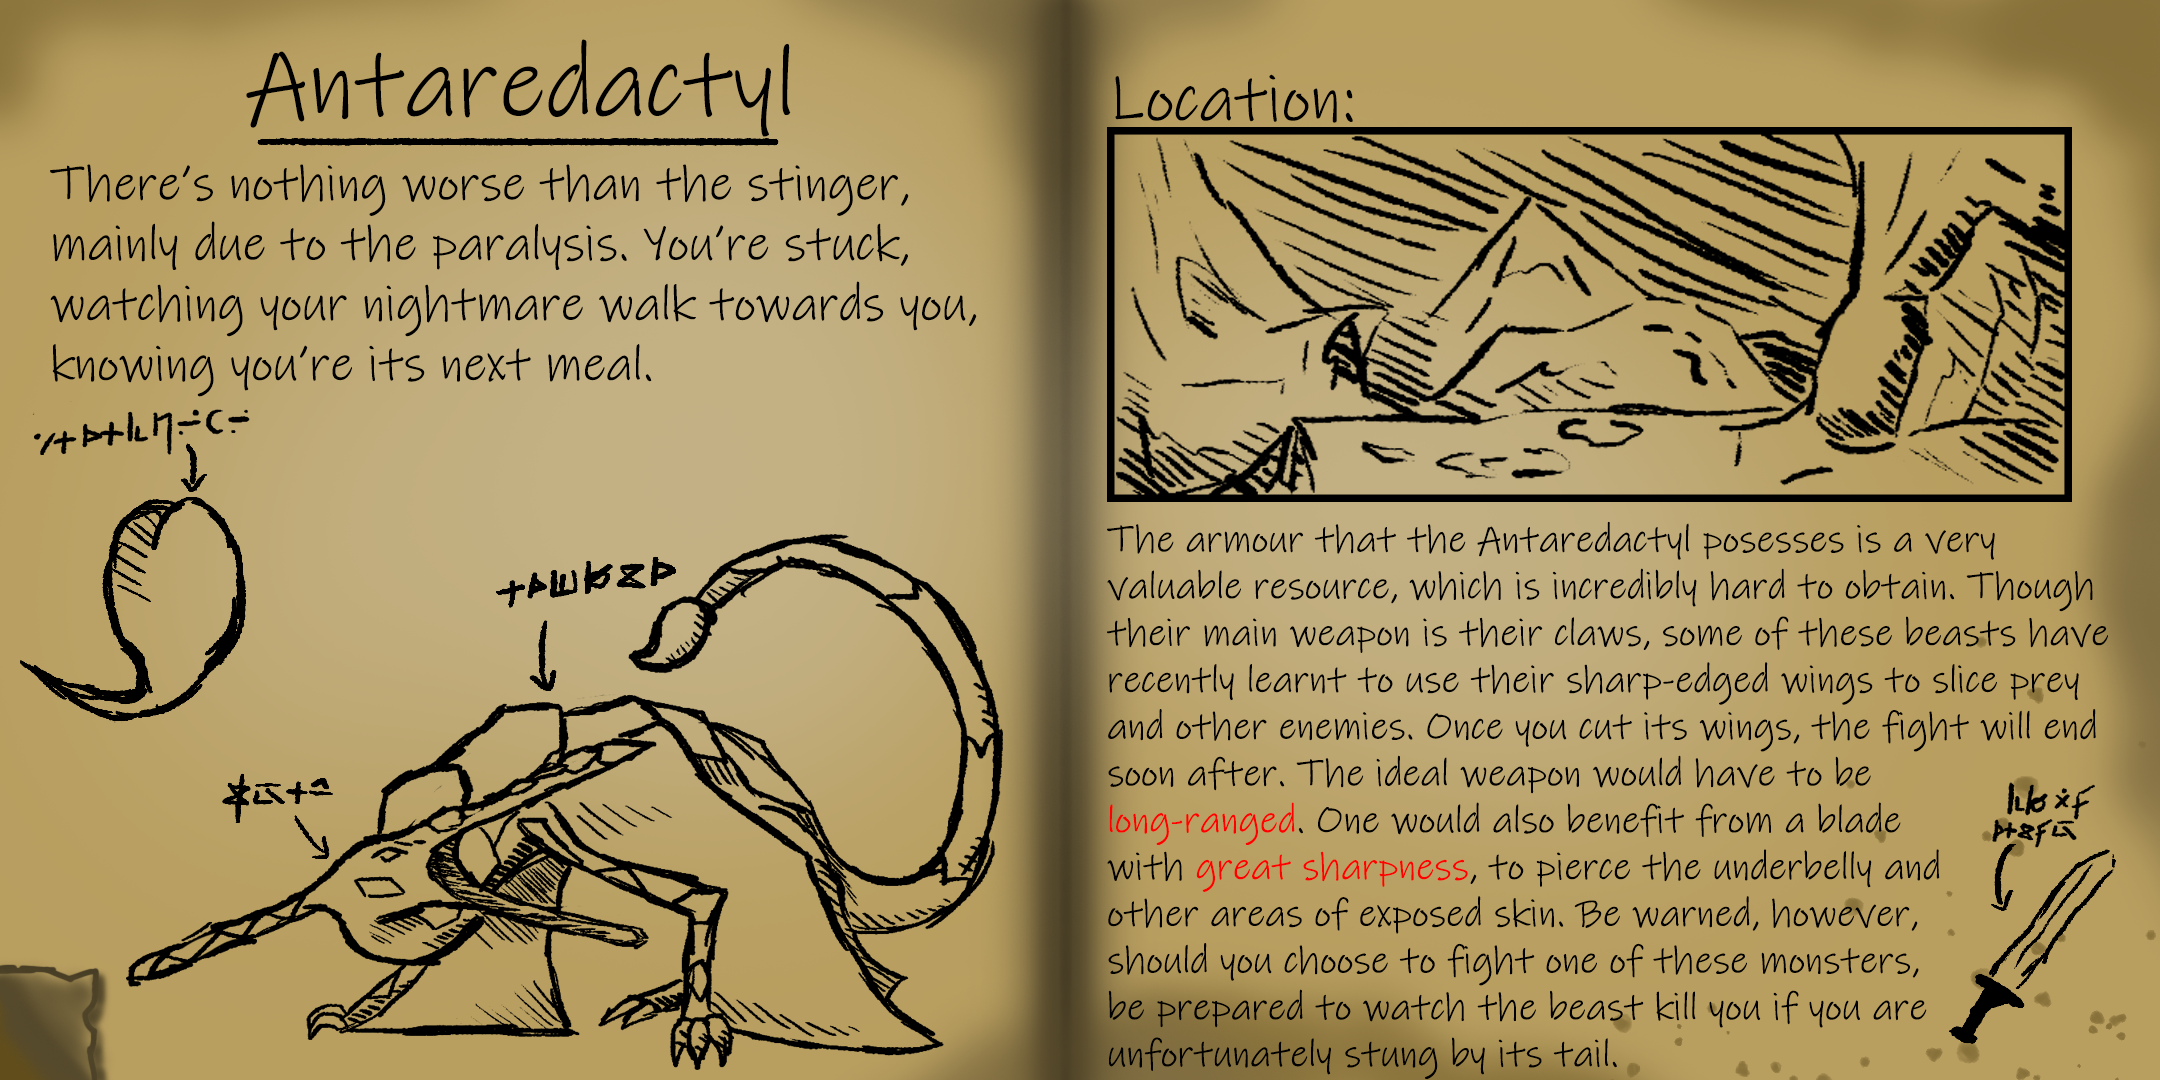 Antaredactyl
There's nothing worse than the stinger,
mainly due to the paralysis. You're stuck,
watching your nightmare walk towards you,
knowing you're its next meal.
Location:
The armour that the Antaredactyl posesses is a very
valuable resource, which is incredibly hard to obtain. Though
their main weapon is their claws, some of these beasts have
recently learnt to use their sharp-edged wings to slice prey
and other enemies. Once you cut its wings, the fight will end
soon after. The ideal weapon would have to be
long-ranged. One would also benefit from a blade
with great sharpness, to pierce the underbelly and
other areas of exposed skin. Be warned, however,
should you choose to fight one of these monsters,
be prepared to watch the beast kill you if you are
unfortunately stung by its tail.